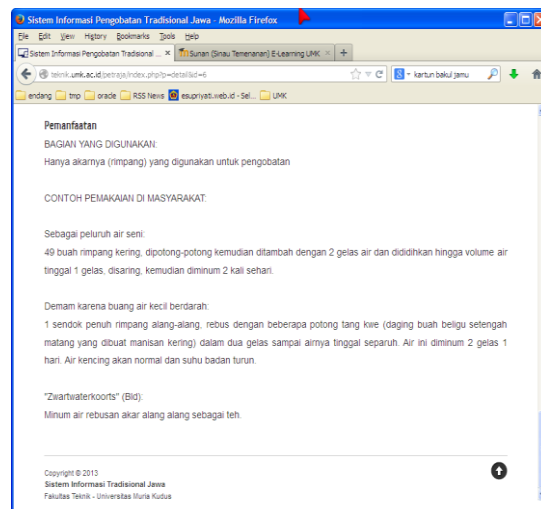 Sistem Informasi Pengobatan Tradisional Jawa - Mozilla Firefox
File Edit View History Bookmarks Tools Help
Sistem Informasi Pengobatan Tradisional ... × Sunan (Sinau Temenanan) E-Learning UMK × +
teknik.umk.ac.id/petraja/index.php?p=detail&id=6 kartun bakul jamu
endang tmp oracle RSS News esupriyati.web.id - Sel... UMK
Pemanfaatan
BAGIAN YANG DIGUNAKAN:
Hanya akarnya (rimpang) yang digunakan untuk pengobatan
CONTOH PEMAKAIAN DI MASYARAKAT:
Sebagai peluruh air seni:
49 buah rimpang kering, dipotong-potong kemudian ditambah dengan 2 gelas air dan dididihkan hingga volume air
tinggal 1 gelas, disaring, kemudian diminum 2 kali sehari.
Demam karena buang air kecil berdarah:
1 sendok penuh rimpang alang-alang, rebus dengan beberapa potong tang kwe (daging buah beligu setengah
matang yang dibuat manisan kering) dalam dua gelas sampai airnya tinggal separuh. Air ini diminum 2 gelas 1
hari. Air kencing akan normal dan suhu badan turun.
"Zwartwaterkoorts" (Bld):
Minum air rebusan akar alang alang sebagai teh.
Copyright © 2013
Sistem Informasi Tradisional Jawa
Fakultas Teknik - Universitas Muria Kudus